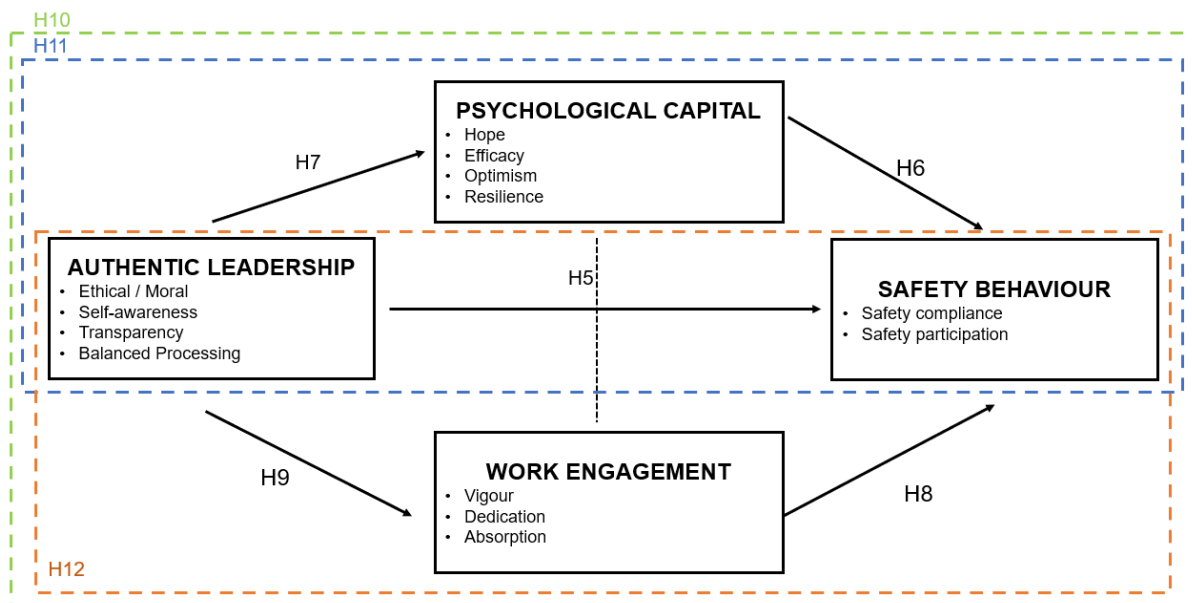 H10
H11
PSYCHOLOGICAL CAPITAL
• Hope
• Efficacy
• Optimism
• Resilience
H7
H6
AUTHENTIC LEADERSHIP
• Ethical / Moral
• Self-awareness
• Transparency
• Balanced Processing
H5
SAFETY BEHAVIOUR
• Safety compliance
• Safety participation
H9
WORK ENGAGEMENT
• Vigour
• Dedication
• Absorption
H8
H12